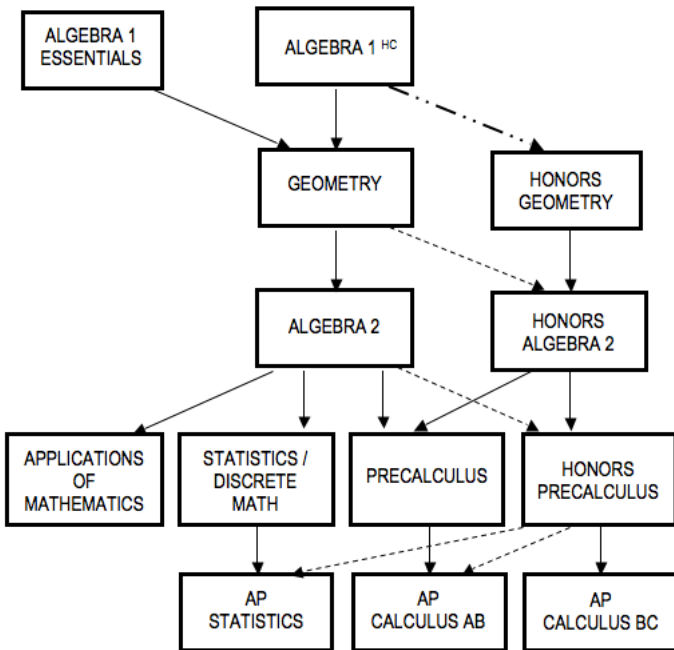 ALGEBRA 1
ESSENTIALS
ALGEBRA 1 HC
GEOMETRY
HONORS
GEOMETRY
ALGEBRA 2
HONORS
ALGEBRA 2
APPLICATIONS
OF
MATHEMATICS
STATISTICS /
DISCRETE
MATH
PRECALCULUS
HONORS
PRECALCULUS
AP
STATISTICS
AP
CALCULUS AB
AP
CALCULUS BC